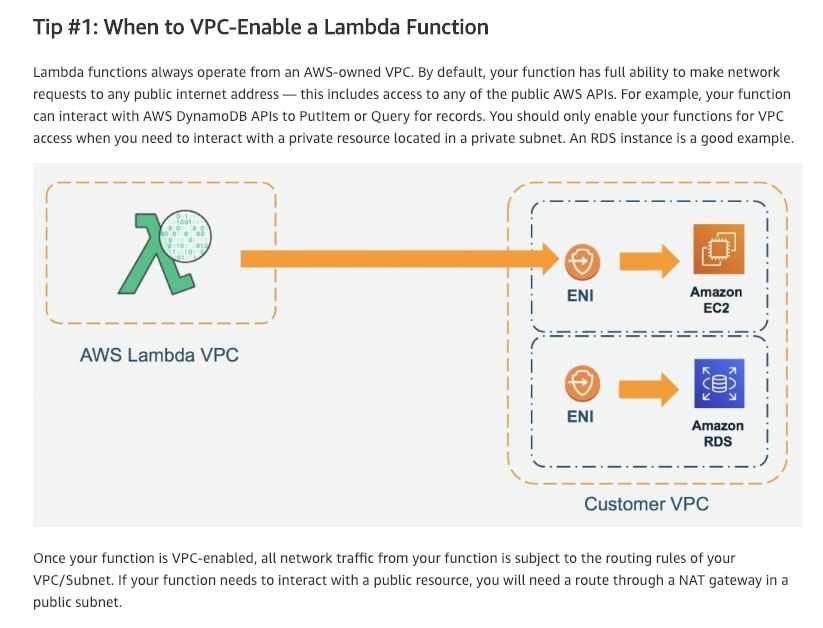 Tip #1: When to VPC-Enable a Lambda Function
Lambda functions always operate from an AWS-owned VPC. By default, your function has full ability to make network
requests to any public internet address — this includes access to any of the public AWS APIs. For example, your function
can interact with AWS DynamoDB APIs to PutItem or Query for records. You should only enable your functions for VPC
access when you need to interact with a private resource located in a private subnet. An RDS instance is a good example.
ENI
Amazon
EC2
AWS Lambda VPC
ENI
Amazon
RDS
Customer VPC
Once your function is VPC-enabled, all network traffic from your function is subject to the routing rules of your
VPC/Subnet. If your function needs to interact with a public resource, you will need a route through a NAT gateway in a
public subnet.